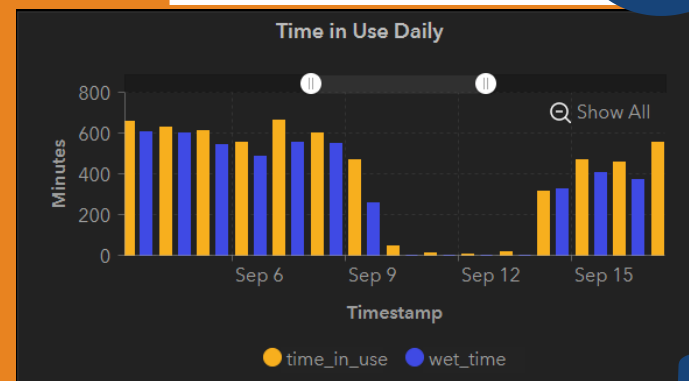 Time in Use Daily
Show All
800
600
400
200
0
Minutes
Sep 6 Sep 9 Sep 12 Sep 15
Timestamp
time_in_use wet_time